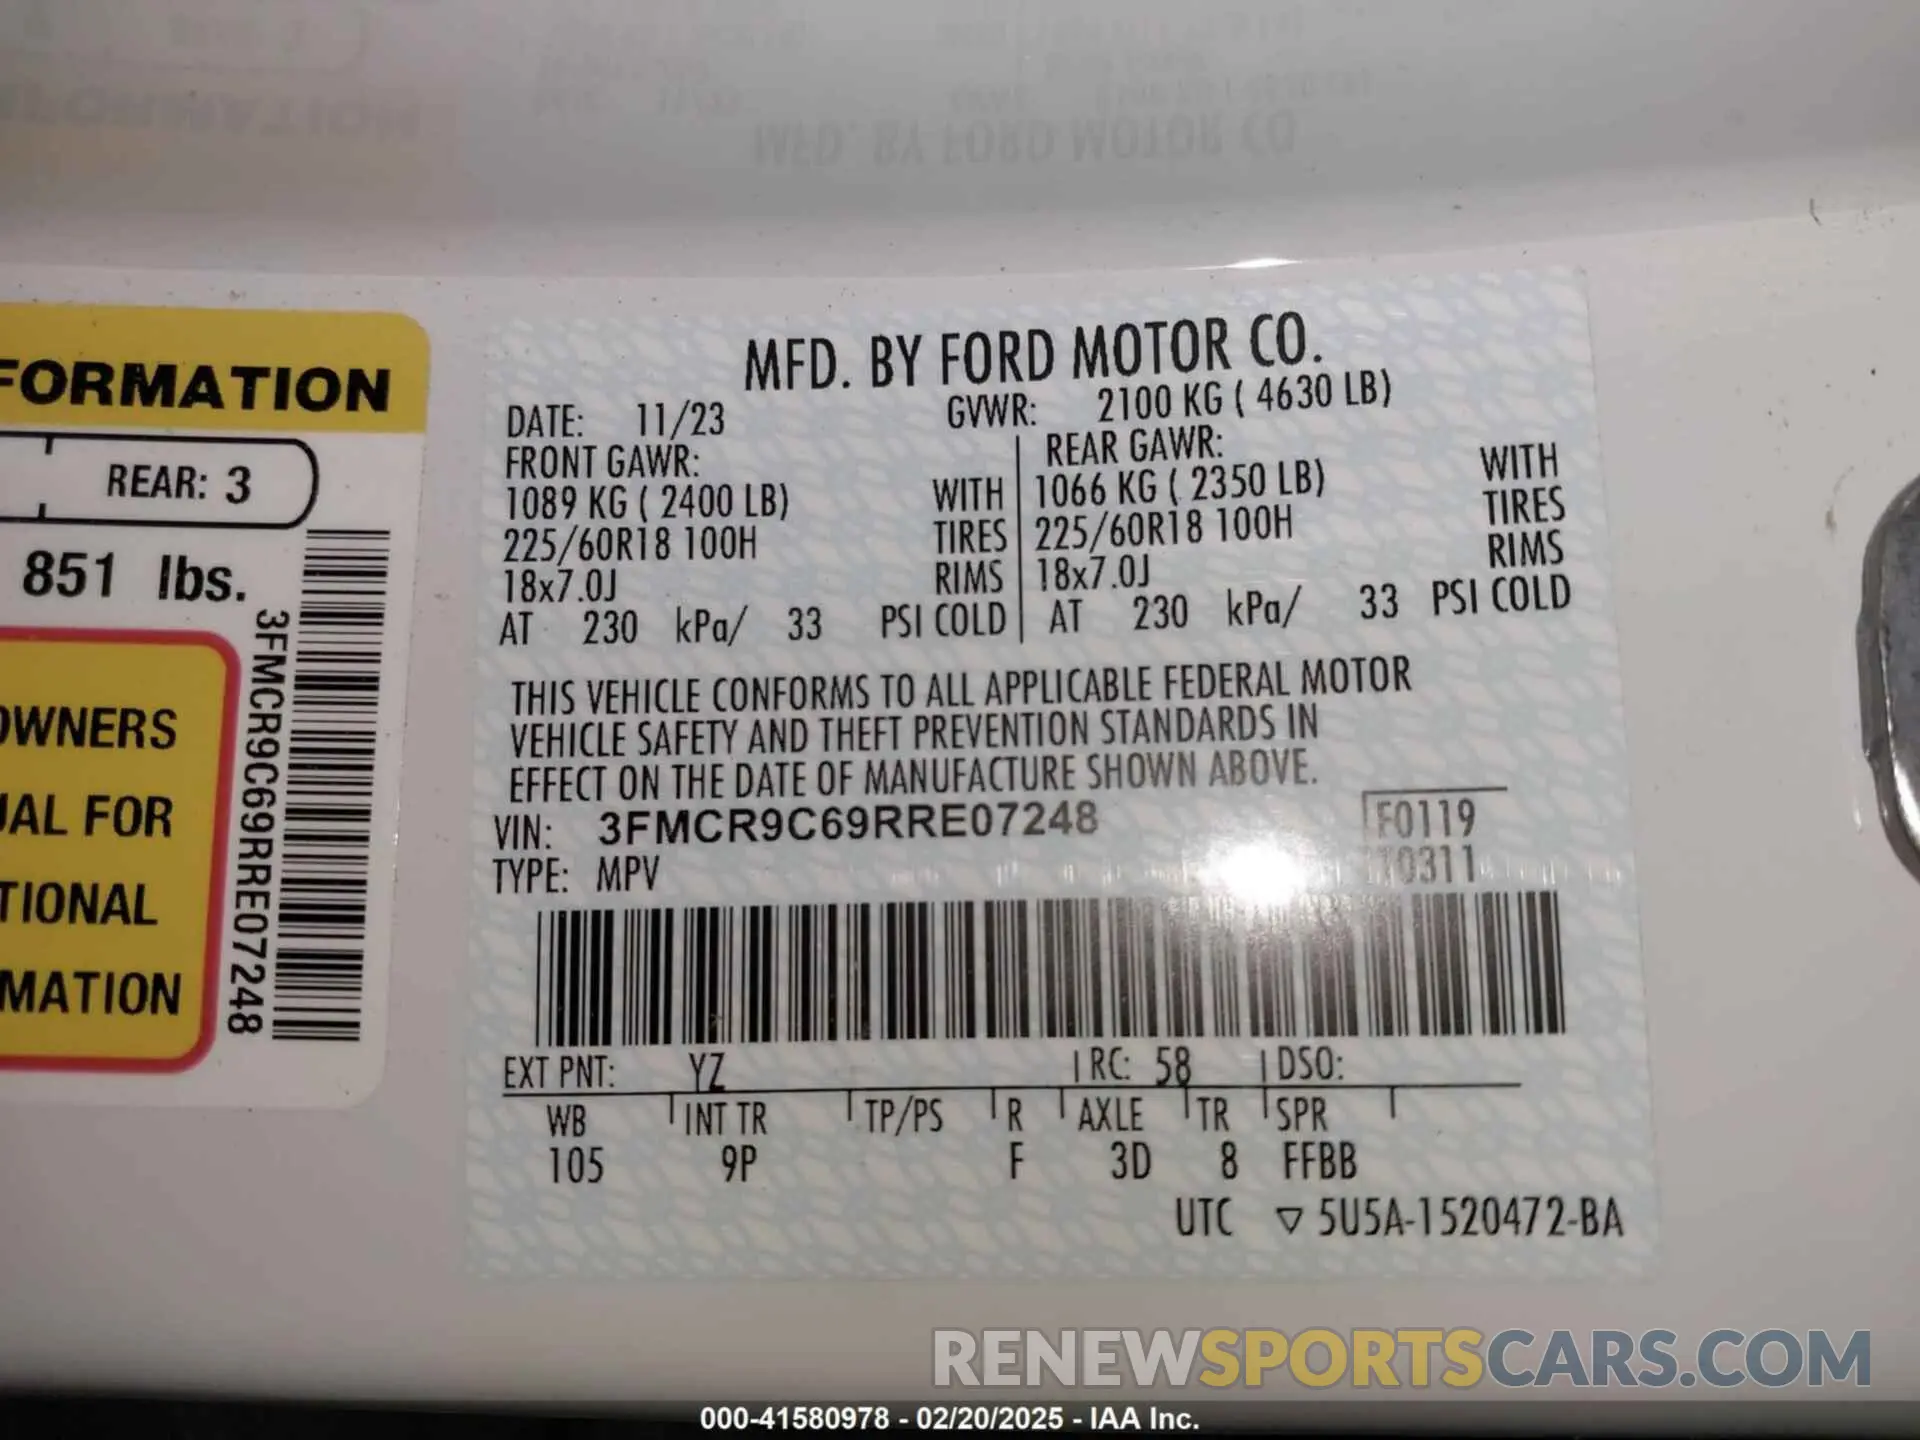 FORMATION
REAR: 3
851 lbs.
3FMCR9C69RRE07248
OWNERS
UAL FOR
TIONAL
MATION
MFD. BY FORD MOTOR CO.
DATE: 11/23 GVWR: 2100 KG ( 4630 LB)
FRONT GAWR: REAR GAWR:
1089 KG ( 2400 LB) WITH 1066 KG ( 2350 LB) WITH
225/60R18 100H TIRES 225/60R18 100H TIRES
18x7.0J RIMS 18x7.0J RIMS
AT 230 kPa/ 33 PSI COLD AT 230 kPa/ 33 PSI COLD
THIS VEHICLE CONFORMS TO ALL APPLICABLE FEDERAL MOTOR
VEHICLE SAFETY AND THEFT PREVENTION STANDARDS IN
EFFECT ON THE DATE OF MANUFACTURE SHOWN ABOVE.
VIN: 3FMCR9C69RRE07248 F0119
TYPE: MPV T0311
EXT PNT: YZ RC: 58 DSO:
WB INT TR TP/PS R AXLE TR SPR
105 9P F 3D 8 FFBB
UTC ▽ 5U5A-1520472-BA
RENEWSPORTSCARS.COM
000-41580978 - 02/20/2025 - IAA Inc.